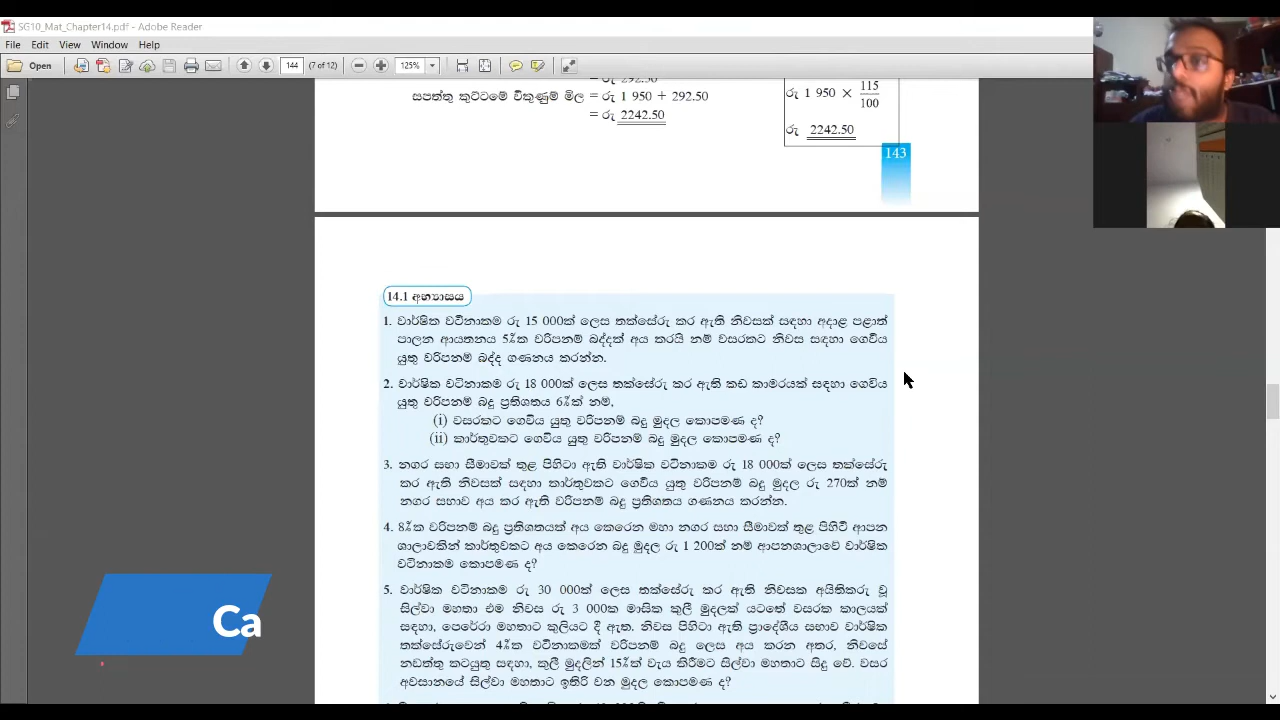 SG10_Mat_Chapter14.pdf - Adobe Reader
File Edit View Window Help
Open 144 (7 of 12) 125%
= රු 292.50
සපත්තු කුට්ටමේ විකුණුම් මිල = රු 1 950 + 292.50
= රු 2242.50
රු 1 950 × 115
100
රු 2242.50
143
14.1 අභ්‍යාසය
1. වාර්ෂික වටිනාකම රු 15 000ක් ලෙස තක්සේරු කර ඇති නිවසක් සඳහා අදාළ පළාත්
පාලන ආයතනය 5%ක වරිපනම් බද්දක් අය කරයි නම් වසරකට නිවස සඳහා ගෙවිය
යුතු වරිපනම් බද්ද ගණනය කරන්න.
2. වාර්ෂික වටිනාකම රු 18 000ක් ලෙස තක්සේරු කර ඇති කඩ කාමරයක් සඳහා ගෙවිය
යුතු වරිපනම් බදු ප්‍රතිශතය 6%ක් නම්,
(i) වසරකට ගෙවිය යුතු වරිපනම් බදු මුදල කොපමණ ද?
(ii) කාර්තුවකට ගෙවිය යුතු වරිපනම් බදු මුදල කොපමණ ද?
3. නගර සභා සීමාවක් තුළ පිහිටා ඇති වාර්ෂික වටිනාකම රු 18 000ක් ලෙස තක්සේරු
කර ඇති නිවසක් සඳහා කාර්තුවකට ගෙවිය යුතු වරිපනම් බදු මුදල රු 270ක් නම්
නගර සභාව අය කර ඇති වරිපනම් බදු ප්‍රතිශතය ගණනය කරන්න.
4. 8%ක වරිපනම් බදු ප්‍රතිශතයක් අය කෙරෙන මහා නගර සභා සීමාවක් තුළ පිහිටි ආපන
ශාලාවකින් කාර්තුවකට අය කෙරෙන බදු මුදල රු 1 200ක් නම් ආපනශාලාවේ වාර්ෂික
වටිනාකම කොපමණ ද?
5. වාර්ෂික වටිනාකම රු 30 000ක් ලෙස තක්සේරු කර ඇති නිවසක අයිතිකරු වූ
සිල්වා මහතා එම නිවස රු 3 000ක මාසික කුලී මුදලක් යටතේ වසරක කාලයක්
සඳහා, පෙරේරා මහතාට කුලියට දී ඇත. නිවස පිහිටා ඇති ප්‍රාදේශීය සභාව වාර්ෂික
තක්සේරුවෙන් 4%ක වටිනාකමක් වරිපනම් බදු ලෙස අය කරන අතර, නිවසේ
නඩත්තු කටයුතු සඳහා, කුලී මුදලින් 15%ක් වැය කිරීමට සිල්වා මහතාට සිදු වේ. වසර
අවසානයේ සිල්වා මහතාට ඉතිරි වන මුදල කොපමණ ද?
Ca